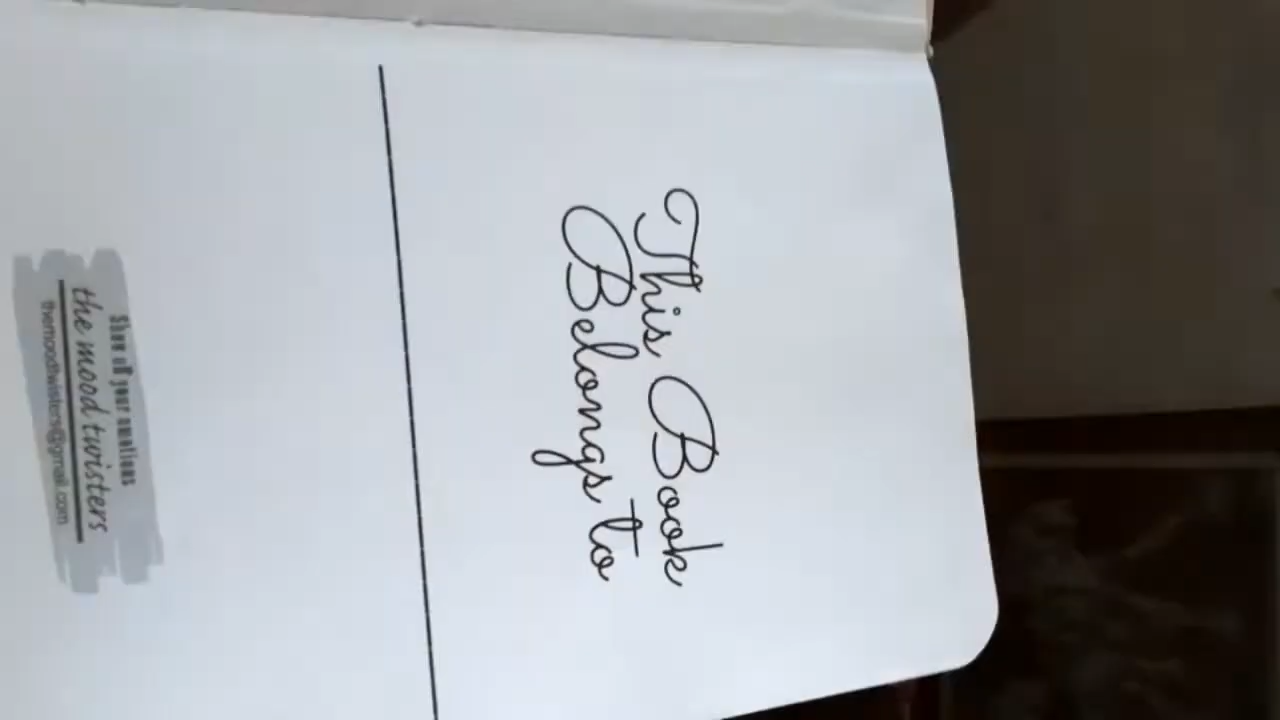 This Book
Belongs to
Show off your emotions
the mood twisters
themoodtwisters@gmail.com